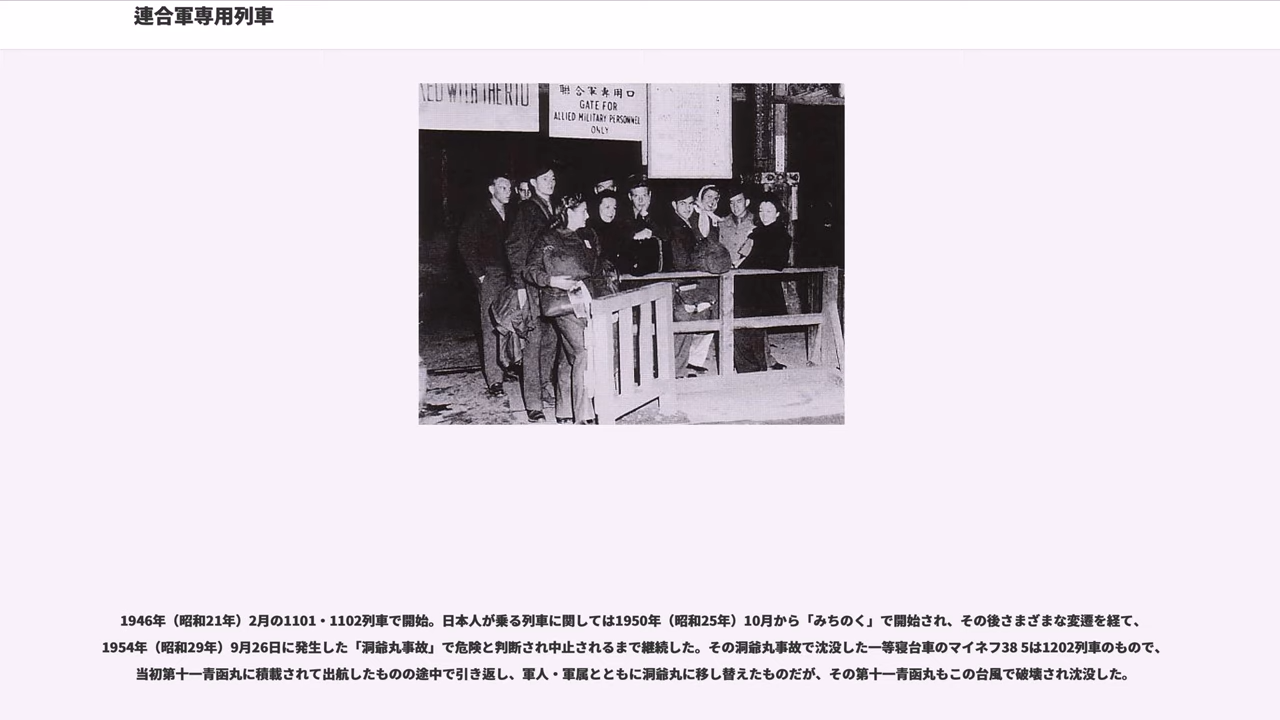 連合軍専用列車
ED WITH THE RTO
聯合軍専用口
GATE FOR
ALLIED MILITARY PERSONNEL
ONLY
1946年（昭和21年）2月の1101・1102列車で開始。日本人が乗る列車に関しては1950年（昭和25年）10月から「みちのく」で開始され、その後さまざまな変遷を経て、
1954年（昭和29年）9月26日に発生した「洞爺丸事故」で危険と判断され中止されるまで継続した。その洞爺丸事故で沈没した一等寝台車のマイネフ38 5は1202列車のもので、
当初第十一青函丸に積載されて出航したものの途中で引き返し、軍人・軍属とともに洞爺丸に移し替えたものだが、その第十一青函丸もこの台風で破壊され沈没した。